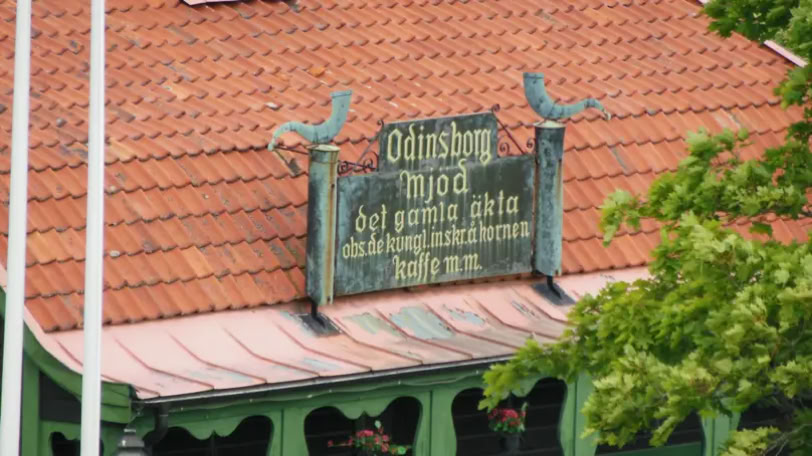 Odinsborg
mjöd
det gamla äkta
obs.de kungl.inskr.å hornen
kaffe m.m.